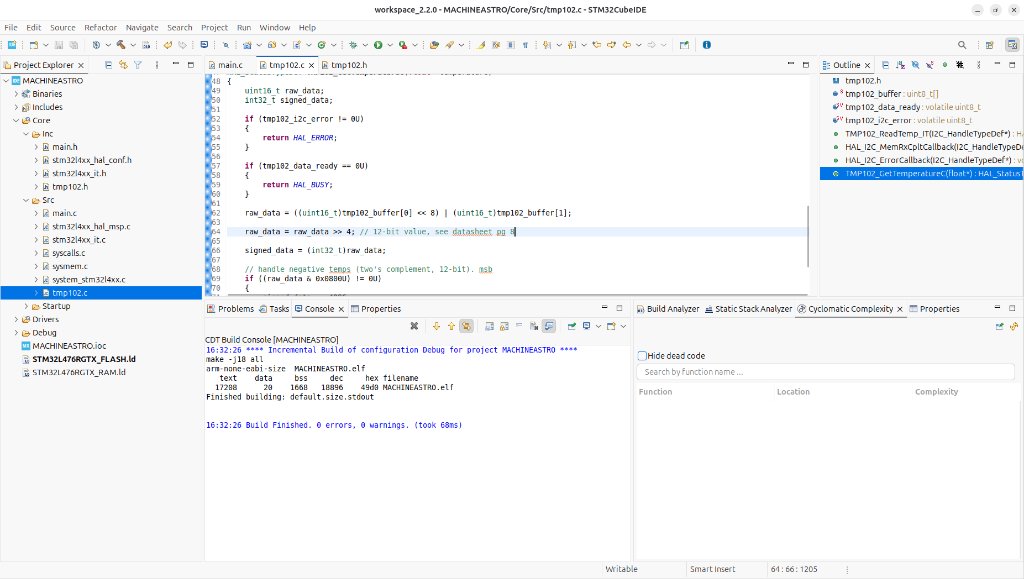 workspace_2.2.0 - MACHINEASTRO/Core/Src/tmp102.c - STM32CubeIDE
File Edit Source Refactor Navigate Search Project Run Window Help
Project Explorer
main.c tmp102.c tmp102.h
Outline
MACHINEASTRO
Binaries
Includes
Core
Inc
main.h
stm32l4xx_hal_conf.h
stm32l4xx_it.h
tmp102.h
Src
main.c
stm32l4xx_hal_msp.c
stm32l4xx_it.c
syscalls.c
sysmem.c
system_stm32l4xx.c
tmp102.c
Startup
Drivers
Debug
MACHINEASTRO.ioc
STM32L476RGTX_FLASH.ld
STM32L476RGTX_RAM.ld
48 {
49 uint16_t raw_data;
50 int32_t signed_data;
51
52 if (tmp102_i2c_error != 0U)
53 {
54 return HAL_ERROR;
55 }
56
57 if (tmp102_data_ready == 0U)
58 {
59 return HAL_BUSY;
60 }
61
62 raw_data = ((uint16_t)tmp102_buffer[0] << 8) | (uint16_t)tmp102_buffer[1];
63
64 raw_data = raw_data >> 4; // 12-bit value, see datasheet pg 8
65
66 signed_data = (int32_t)raw_data;
67
68 // handle negative temps (two's complement, 12-bit). msb
69 if ((raw_data & 0x0800U) != 0U)
70 {
tmp102.h
tmp102_buffer : uint8_t[]
tmp102_data_ready : volatile uint8_t
tmp102_i2c_error : volatile uint8_t
TMP102_ReadTemp_IT(I2C_HandleTypeDef*) : HA
HAL_I2C_MemRxCpltCallback(I2C_HandleTypeDe
HAL_I2C_ErrorCallback(I2C_HandleTypeDef*) : vo
TMP102_GetTemperatureC(float*) : HAL_StatusT
Problems Tasks Console Properties
CDT Build Console [MACHINEASTRO]
16:32:26 **** Incremental Build of configuration Debug for project MACHINEASTRO ****
make -j18 all
arm-none-eabi-size MACHINEASTRO.elf
text data bss dec hex filename
17208 20 1668 18896 49d0 MACHINEASTRO.elf
Finished building: default.size.stdout
16:32:26 Build Finished. 0 errors, 0 warnings. (took 68ms)
Build Analyzer Static Stack Analyzer Cyclomatic Complexity Properties
Hide dead code
Search by function name ...
Function Location Complexity
Writable Smart Insert 64 : 66 : 1205